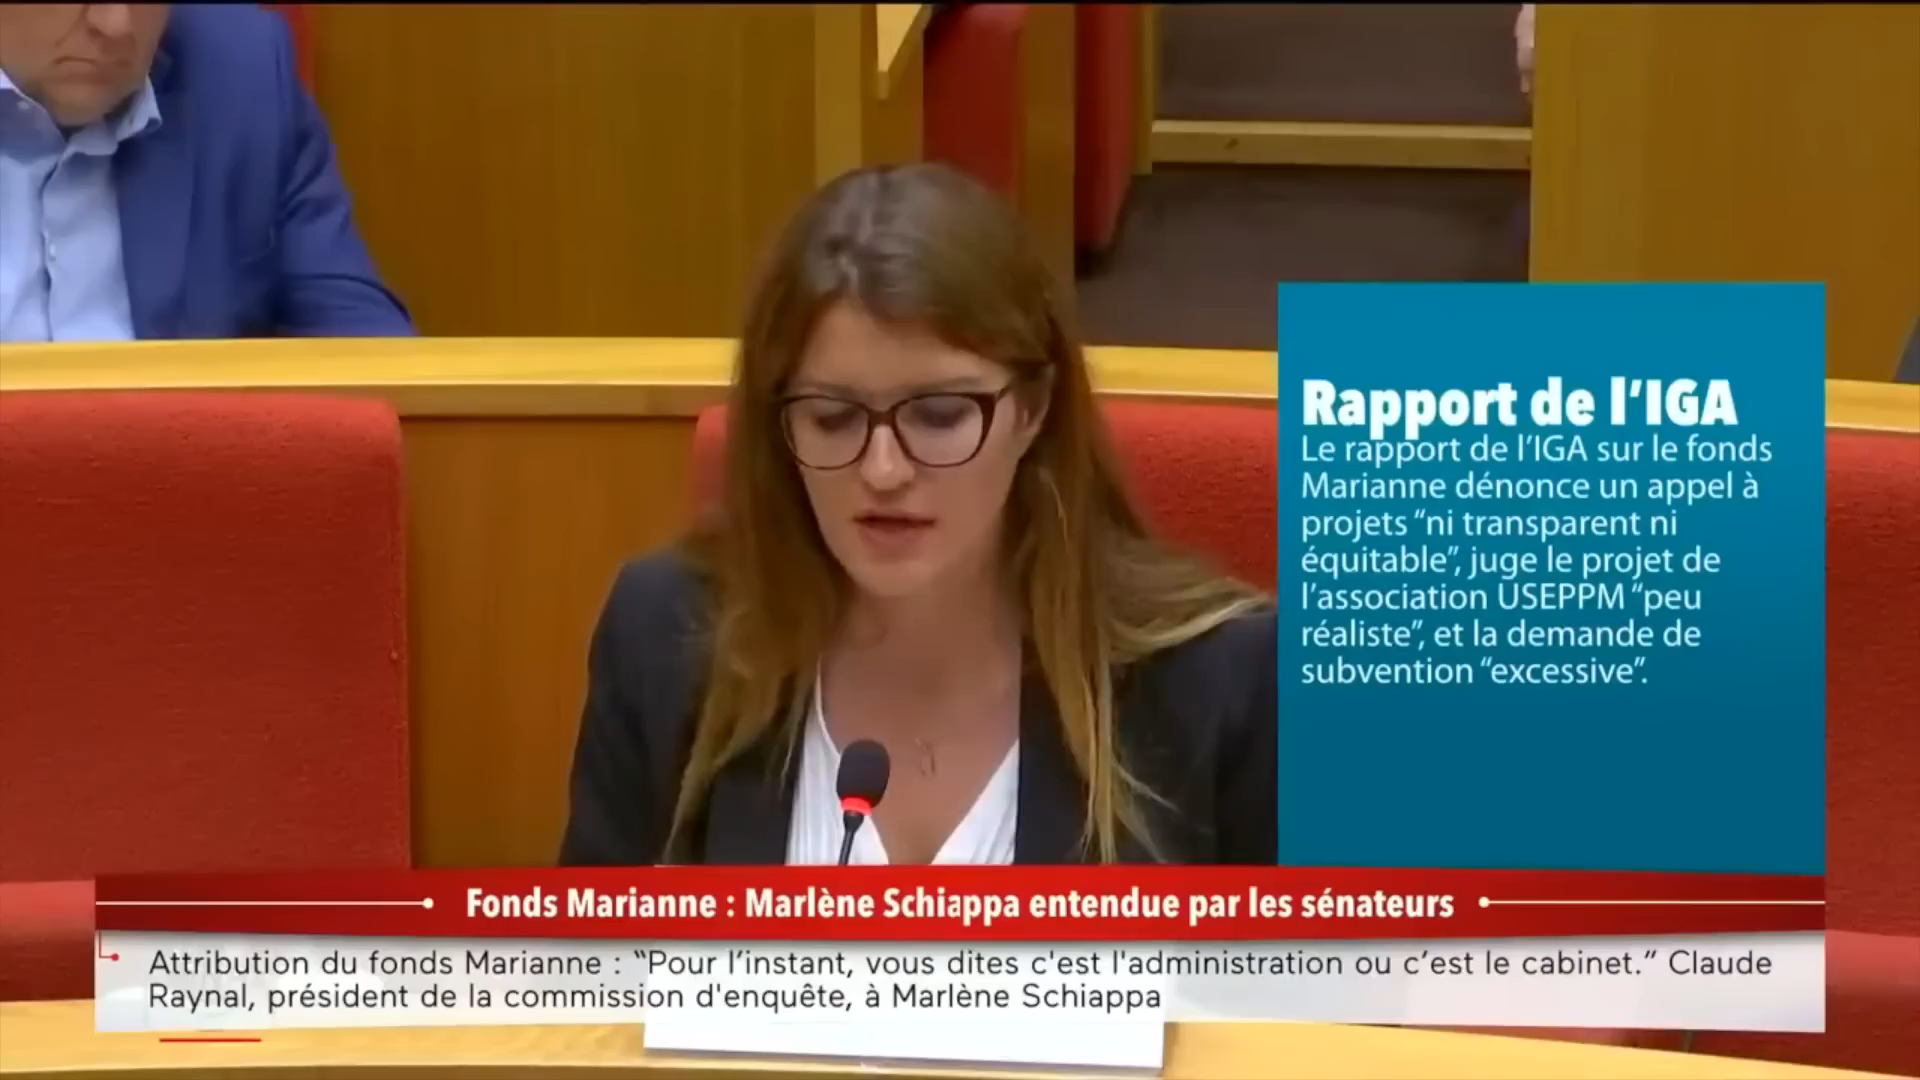 Rapport de l'IGA
Le rapport de l'IGA sur le fonds
Marianne dénonce un appel à
projets “ni transparent ni
équitable”, juge le projet de
l'association USEPPM “peu
réaliste”, et la demande de
subvention “excessive”.
Fonds Marianne : Marlène Schiappa entendue par les sénateurs
Attribution du fonds Marianne : “Pour l'instant, vous dites c'est l'administration ou c'est le cabinet.” Claude
Raynal, président de la commission d'enquête, à Marlène Schiappa